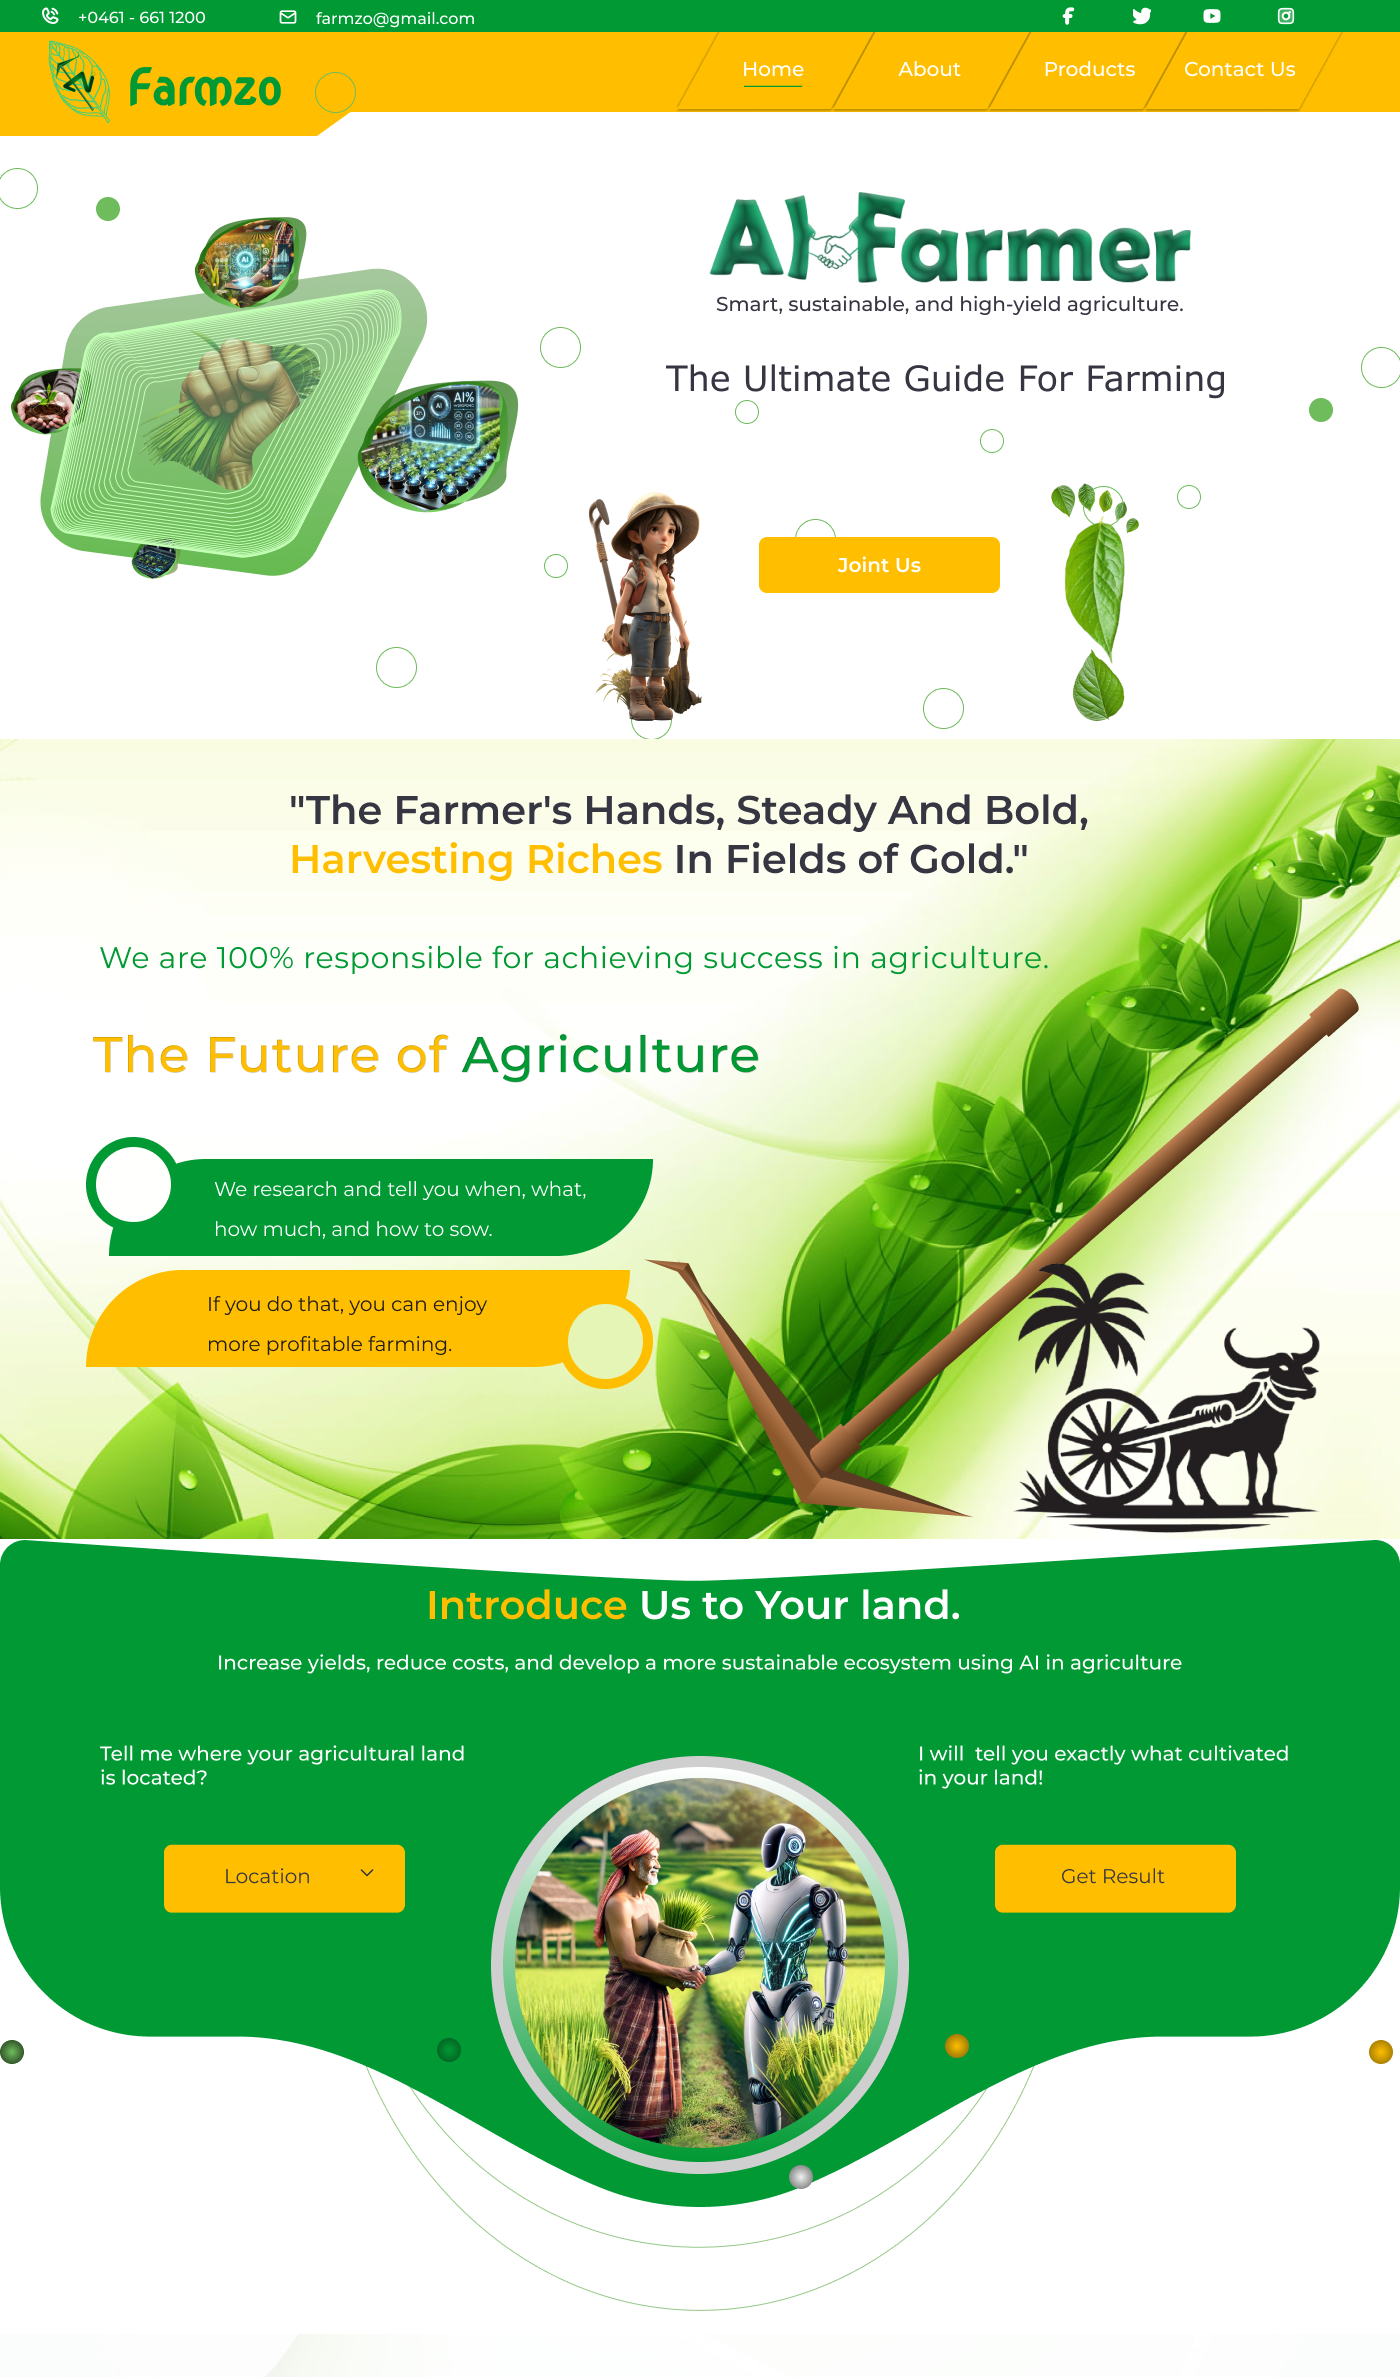 +0461 - 661 1200
farmzo@gmail.com
Farmzo
Home
About
Products
Contact Us
AI Farmer
Smart, sustainable, and high-yield agriculture.
The Ultimate Guide For Farming
AI
AI
AI%
Joint Us
"The Farmer's Hands, Steady And Bold,
Harvesting Riches In Fields of Gold."
We are 100% responsible for achieving success in agriculture.
The Future of Agriculture
We research and tell you when, what,
how much, and how to sow.
If you do that, you can enjoy
more profitable farming.
Introduce Us to Your land.
Increase yields, reduce costs, and develop a more sustainable ecosystem using AI in agriculture
Tell me where your agricultural land
is located?
I will  tell you exactly what cultivated
in your land!
Location
Get Result